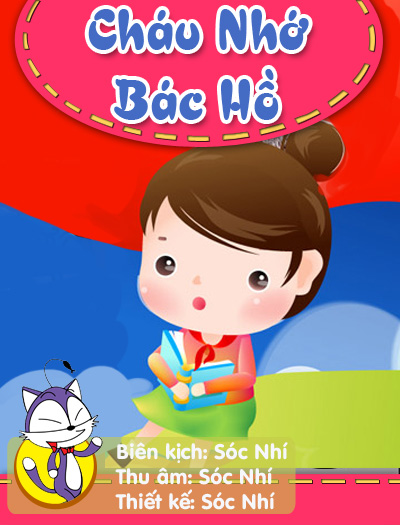 Cháu Nhớ
Bác Hồ
Biên kịch: Sóc Nhí
Thu âm: Sóc Nhí
Thiết kế: Sóc Nhí